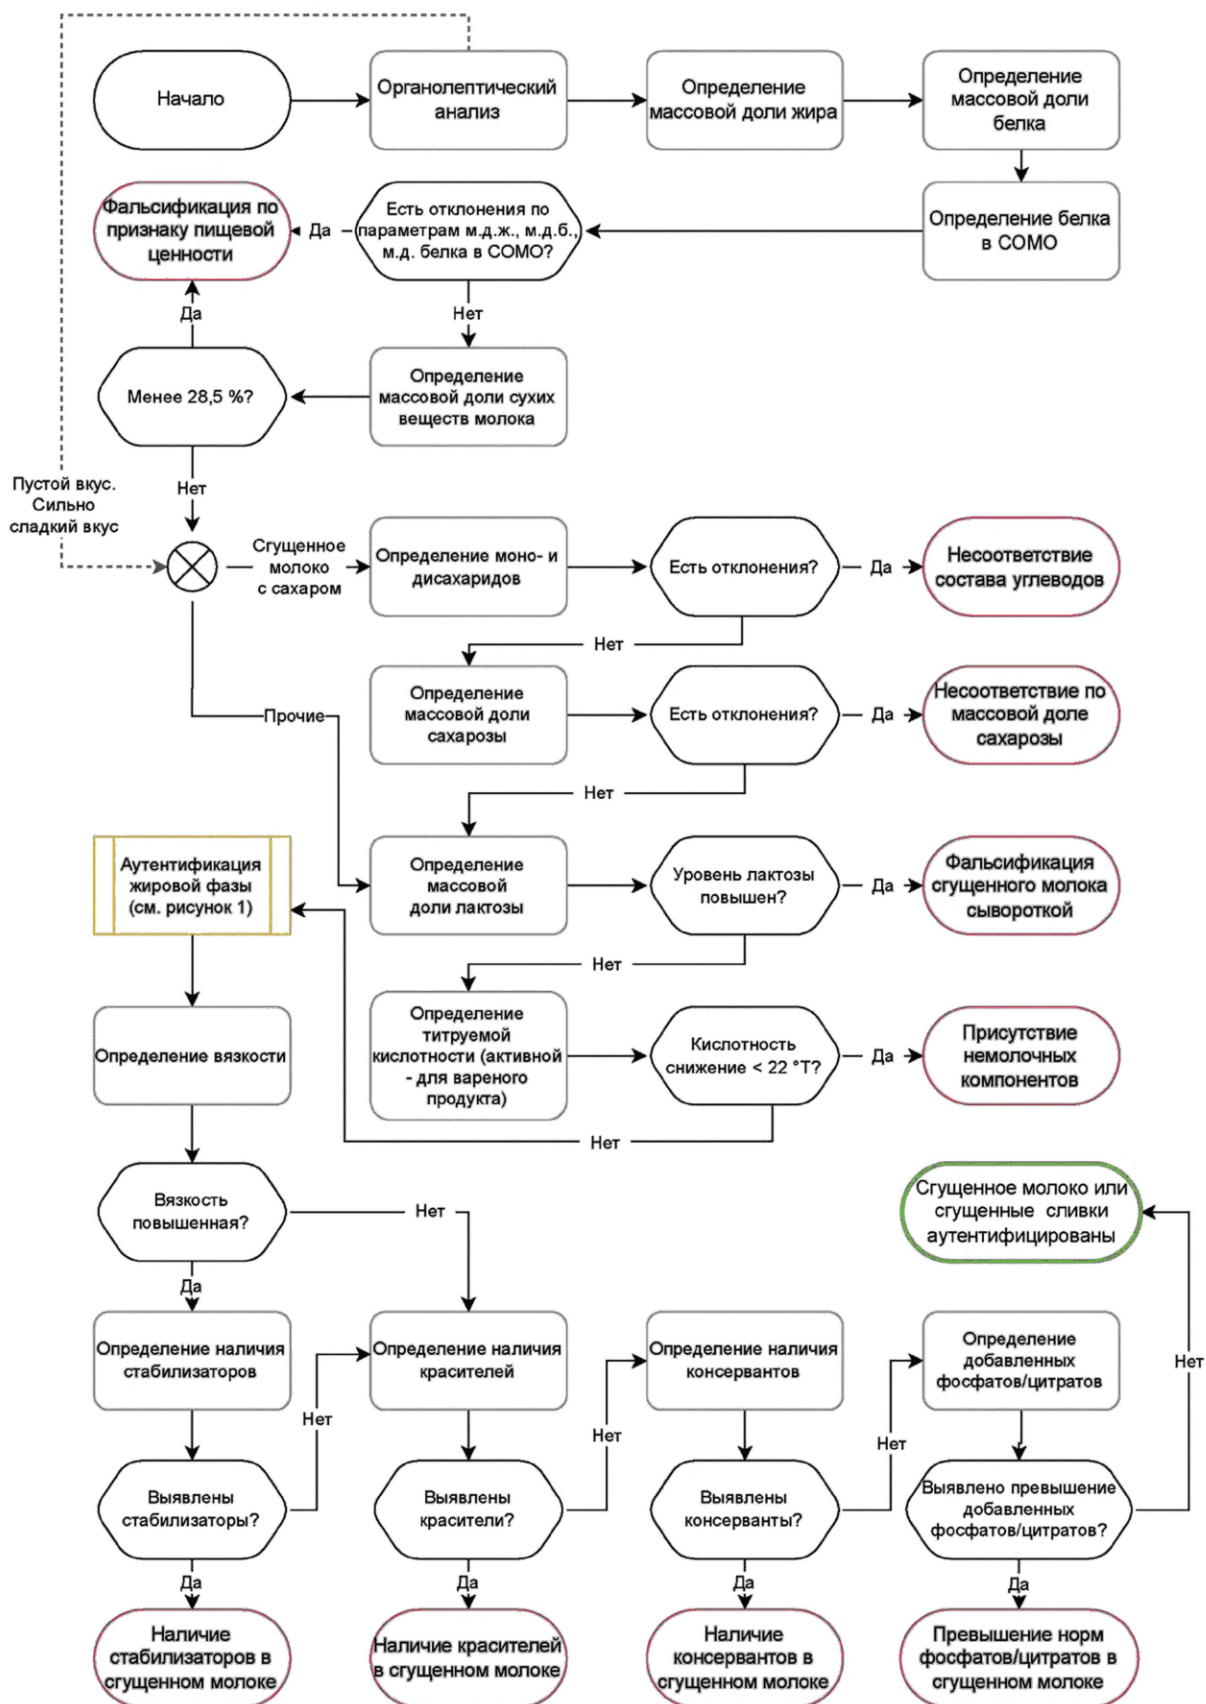 Начало
Органолептический
анализ
Определение
массовой доли жира
Определение
массовой доли
белка
Фальсификация по
признаку пищевой
ценности
Да
Есть отклонения по
параметрам м.д.ж., м.д.б.,
м.д. белка в СОМО?
Определение белка
в СОМО
Да
Нет
Менее 28,5 %?
Определение
массовой доли сухих
веществ молока
Пустой вкус.
Сильно
сладкий вкус
Нет
Сгущенное
молоко
с сахаром
Определение моно- и
дисахаридов
Есть отклонения?
Да
Несоответствие
состава углеводов
Нет
Определение
массовой доли
сахарозы
Есть отклонения?
Да
Несоответствие по
массовой доле
сахарозы
Прочие
Нет
Аутентификация
жировой фазы
(см. рисунок 1)
Определение
массовой
доли лактозы
Уровень лактозы
повышен?
Да
Фальсификация
сгущенного молока
сывороткой
Нет
Определение вязкости
Определение
титруемой
кислотности (активной
- для вареного
продукта)
Кислотность
снижение < 22 °Т?
Да
Присутствие
немолочных
компонентов
Нет
Вязкость
повышенная?
Нет
Сгущенное молоко или
сгущенные сливки
аутентифицированы
Да
Определение наличия
стабилизаторов
Определение наличия
красителей
Определение наличия
консервантов
Определение
добавленных
фосфатов/цитратов
Нет
Нет
Нет
Нет
Выявлены
стабилизаторы?
Выявлены
красители?
Выявлены
консерванты?
Выявлено превышение
добавленных
фосфатов/цитратов?
Да
Да
Да
Да
Наличие
стабилизаторов в
сгущенном молоке
Наличие красителей
в сгущенном молоке
Наличие
консервантов в
сгущенном молоке
Превышение норм
фосфатов/цитратов в
сгущенном молоке